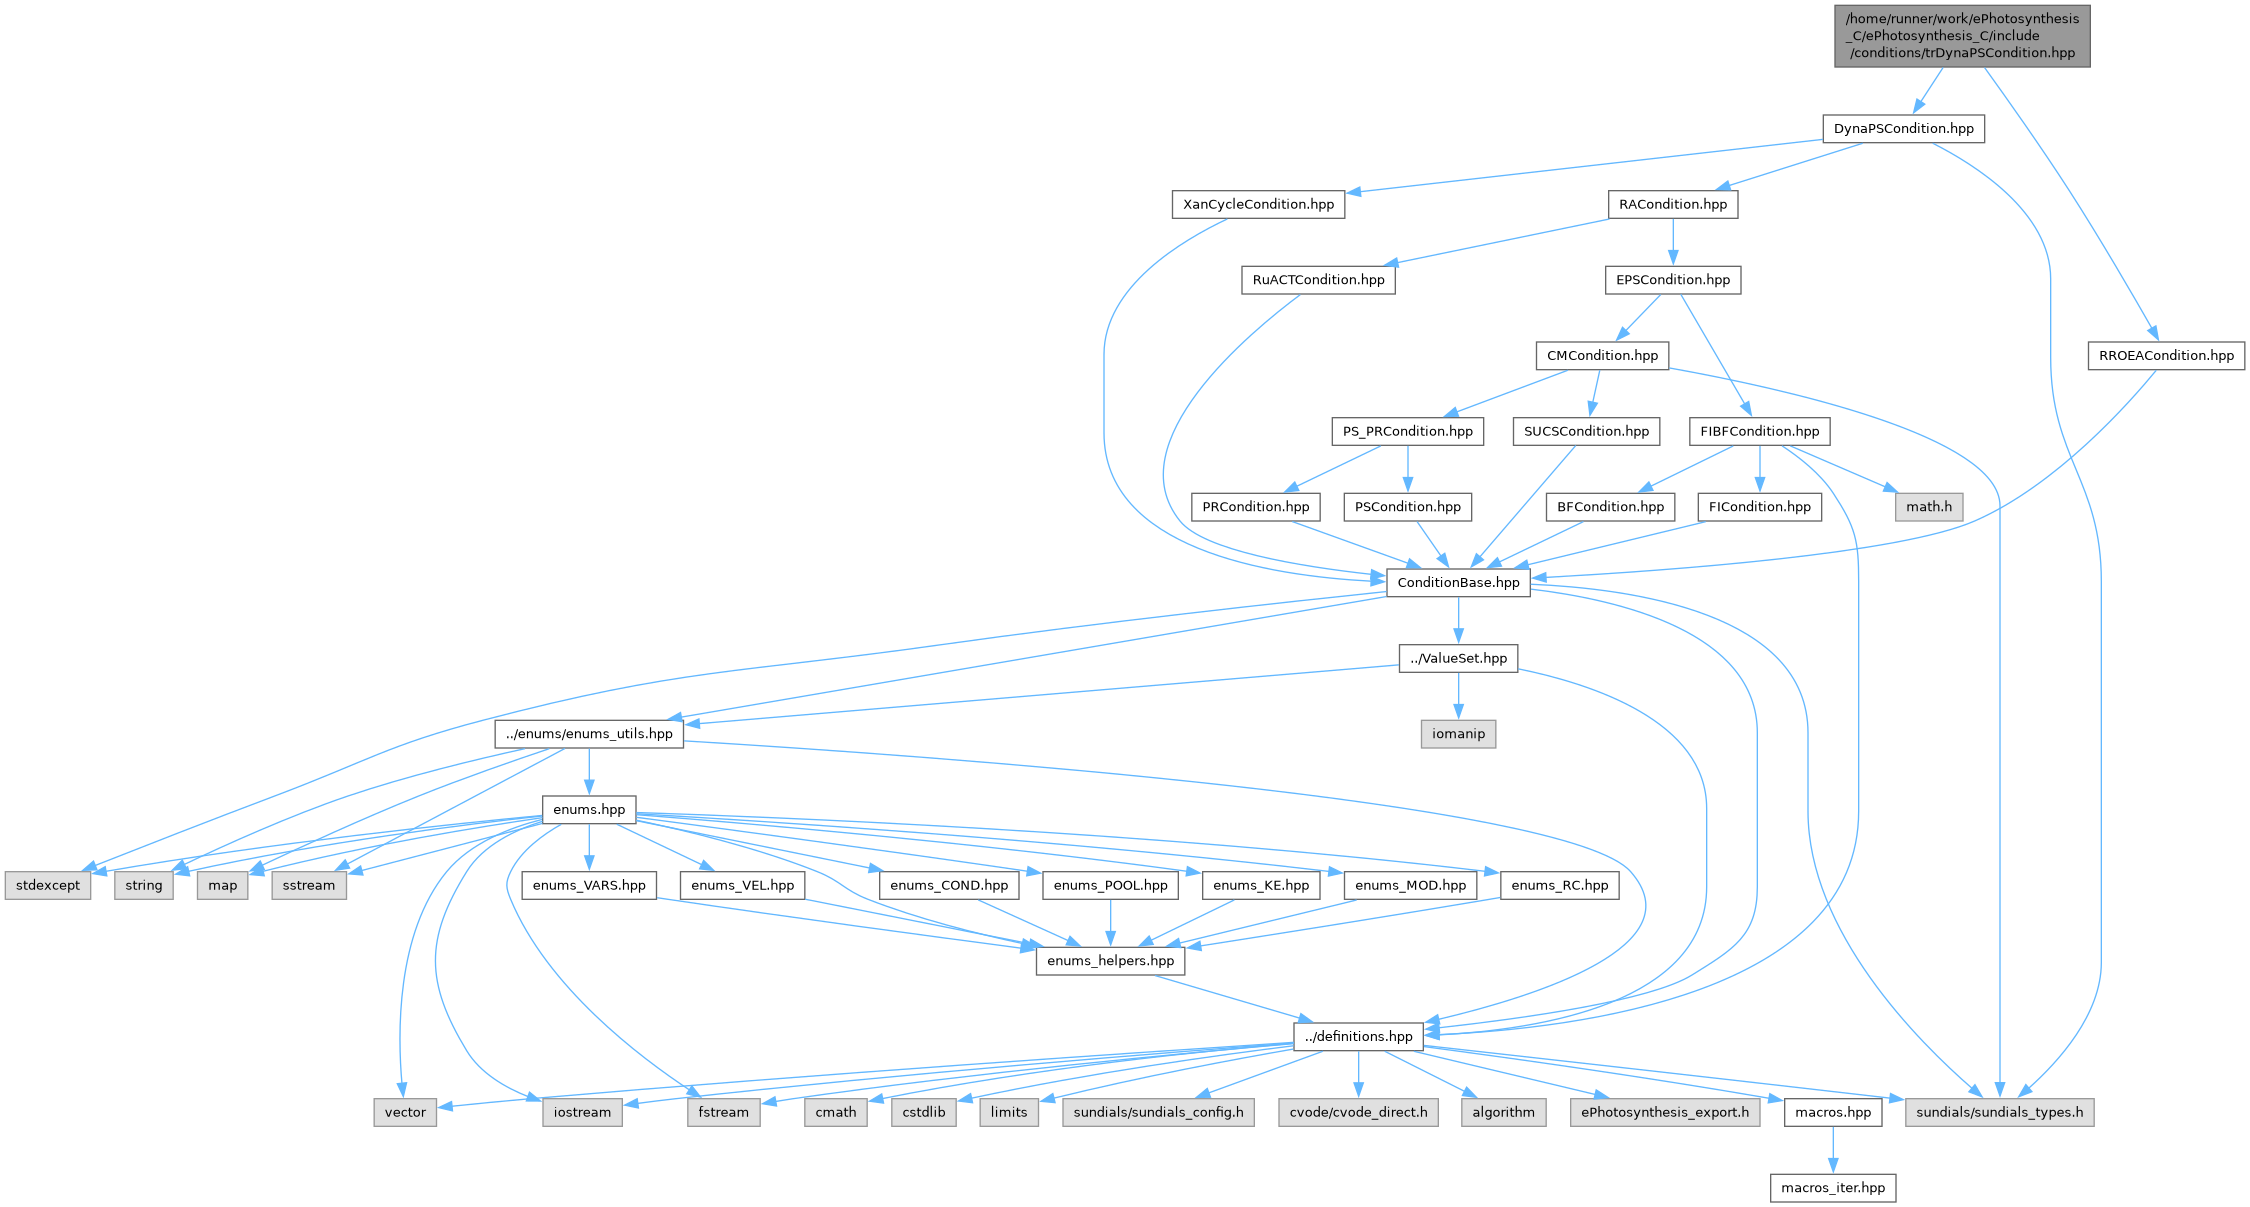 /home/runner/work/ePhotosynthesis
_C/ePhotosynthesis_C/include
/conditions/trDynaPSCondition.hpp
DynaPSCondition.hpp
XanCycleCondition.hpp
RACondition.hpp
RuACTCondition.hpp
EPSCondition.hpp
CMCondition.hpp
RROEACondition.hpp
PS_PRCondition.hpp
SUCSCondition.hpp
FIBFCondition.hpp
PRCondition.hpp
PSCondition.hpp
BFCondition.hpp
FICondition.hpp
math.h
ConditionBase.hpp
../ValueSet.hpp
../enums/enums_utils.hpp
iomanip
enums.hpp
stdexcept
string
map
sstream
enums_VARS.hpp
enums_VEL.hpp
enums_COND.hpp
enums_POOL.hpp
enums_KE.hpp
enums_MOD.hpp
enums_RC.hpp
enums_helpers.hpp
../definitions.hpp
vector
iostream
fstream
cmath
cstdlib
limits
sundials/sundials_config.h
cvode/cvode_direct.h
algorithm
ePhotosynthesis_export.h
macros.hpp
sundials/sundials_types.h
macros_iter.hpp